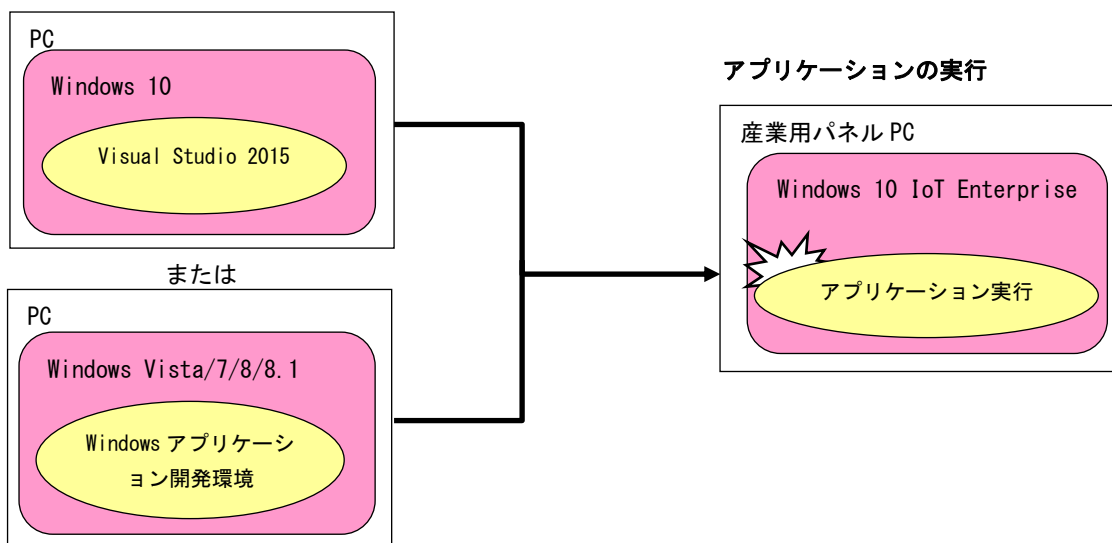 PC
Windows 10
Visual Studio 2015
または
PC
Windows Vista/7/8/8.1
Windows アプリケーシ
ョン開発環境
アプリケーションの実行
産業用パネル PC
Windows 10 IoT Enterprise
アプリケーション実行